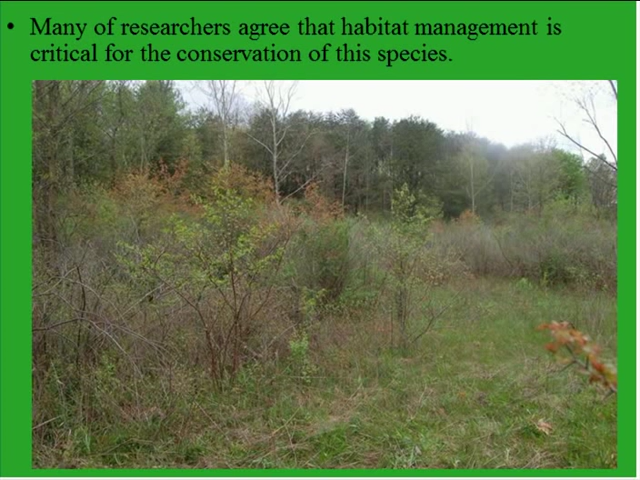 • Many of researchers agree that habitat management is
critical for the conservation of this species.